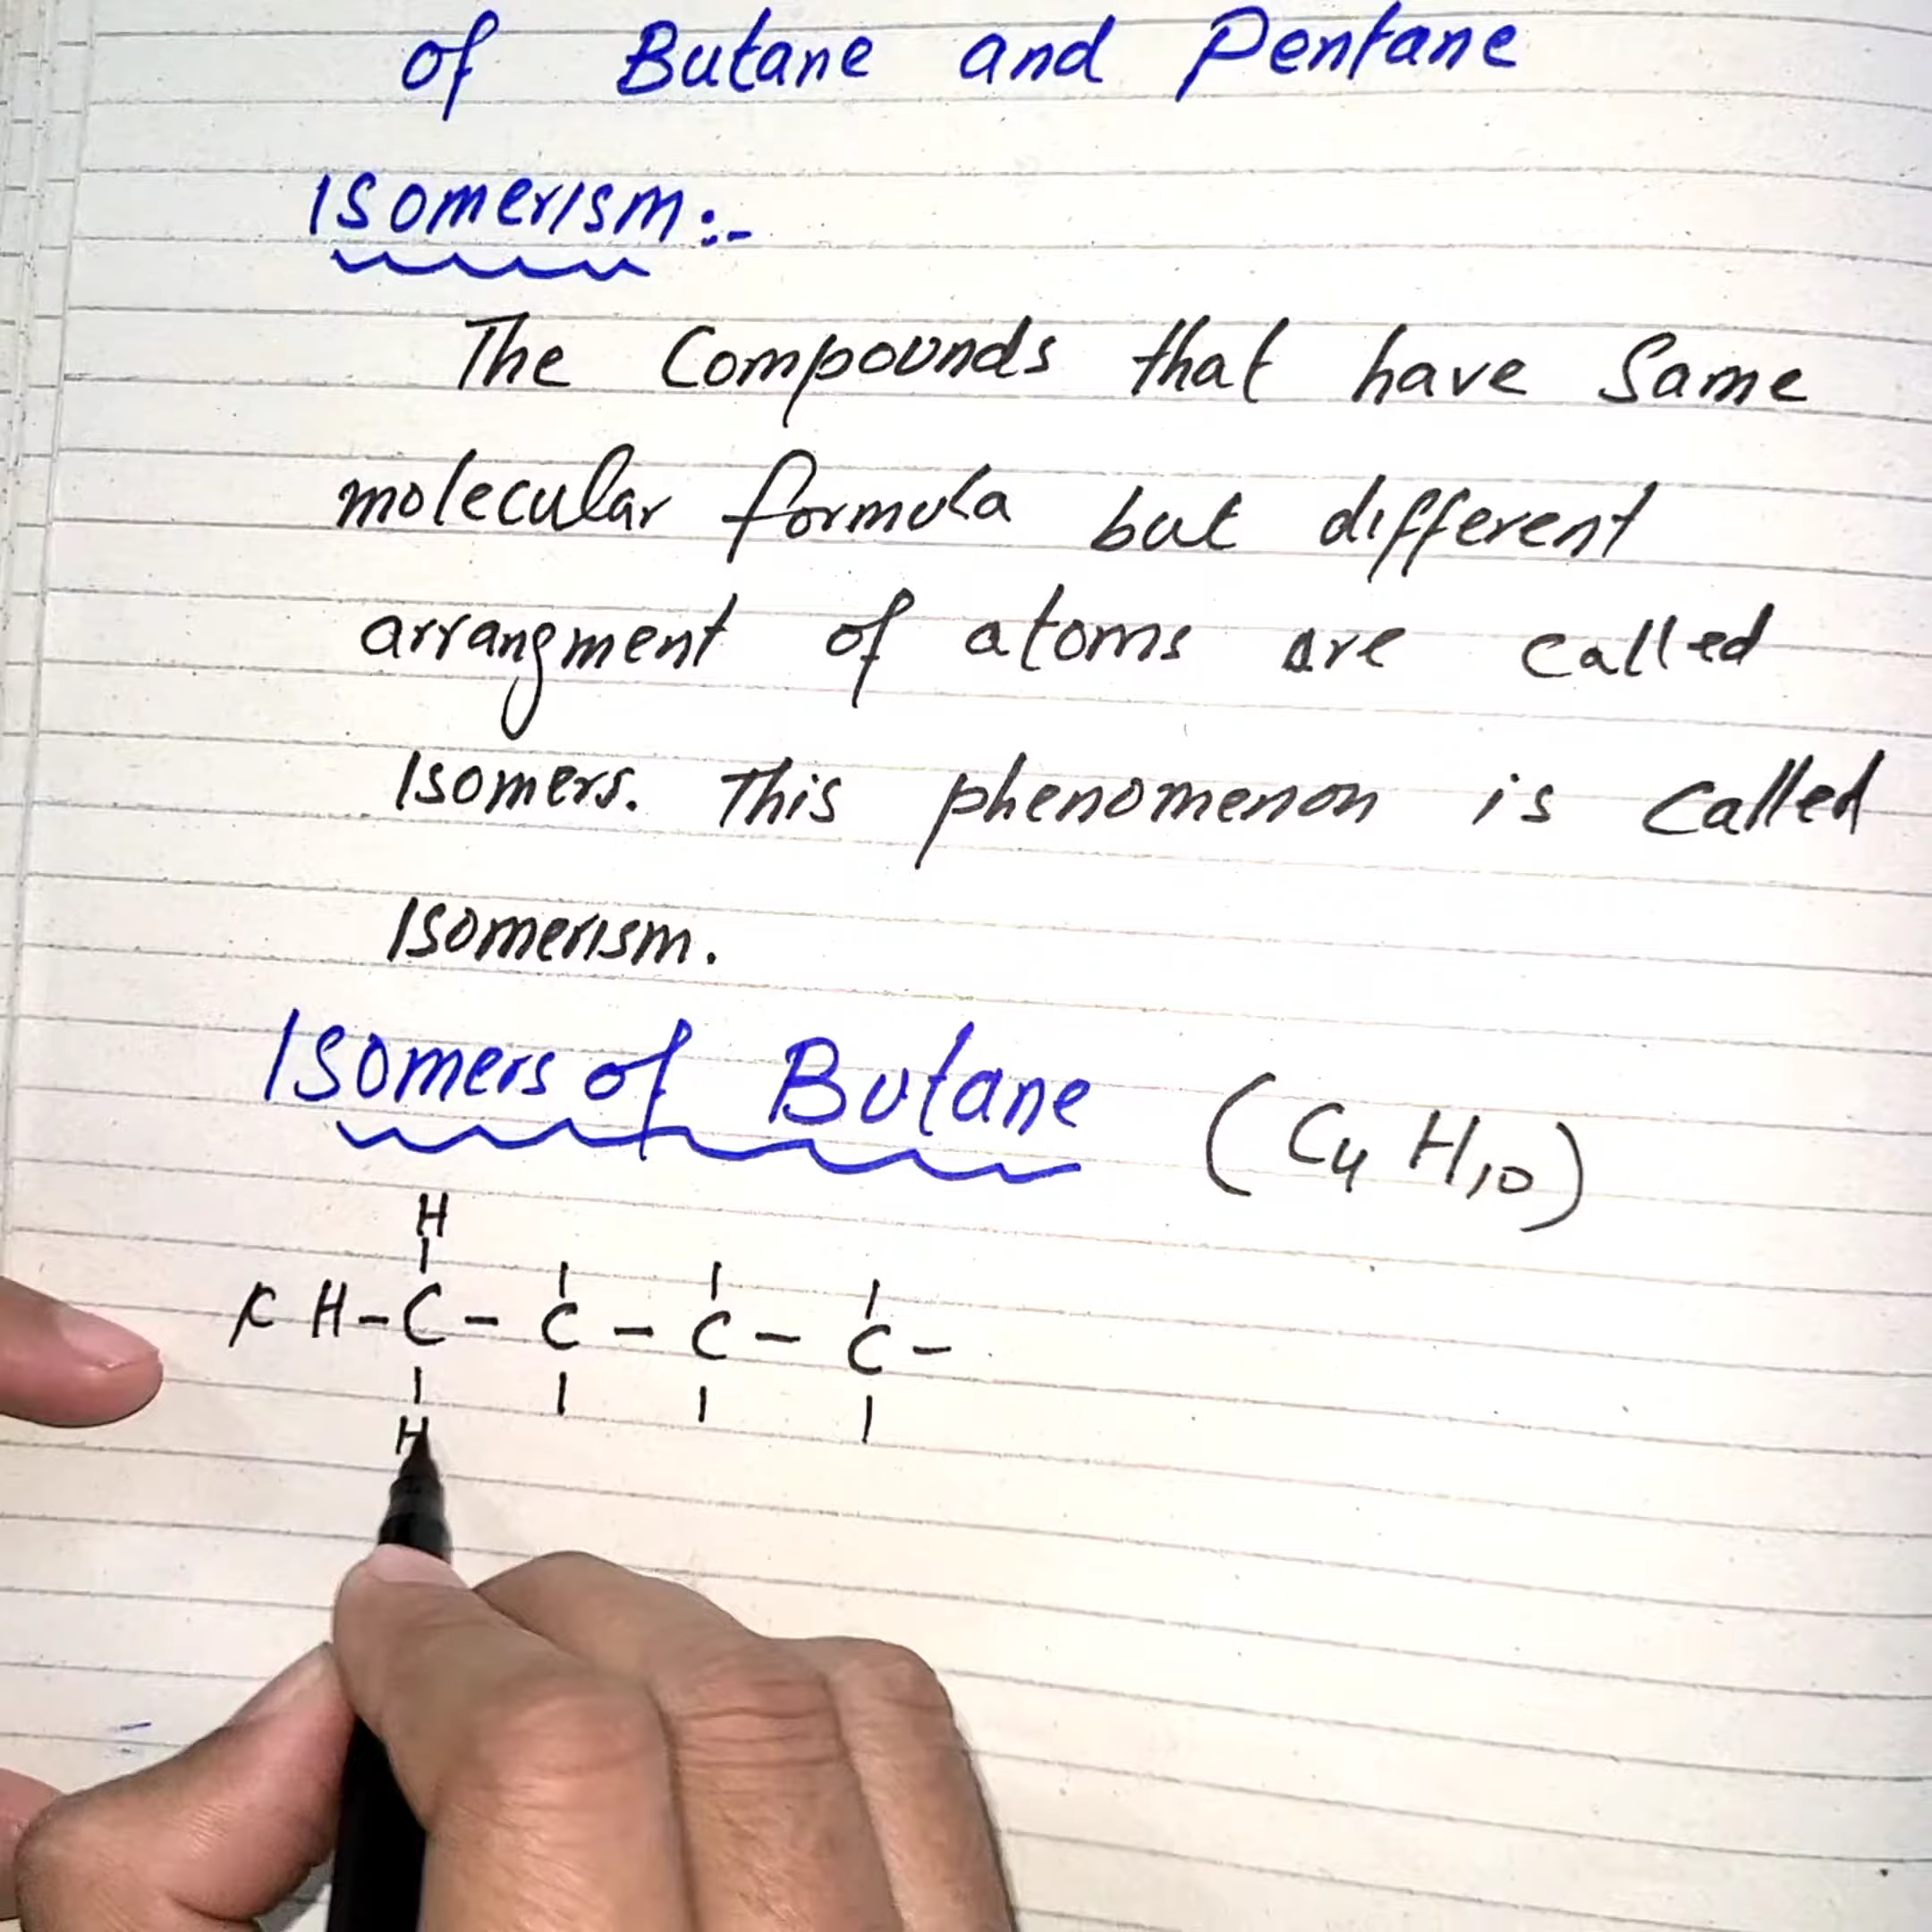 of Butane and Pentane
Isomerism:-
The Compounds that have Same
molecular formula but different
arrangment of atoms are called
Isomers. This phenomenon is called
Isomerism.
Isomers of Butane (C4H10)
H
H-C-C-C-C-
H